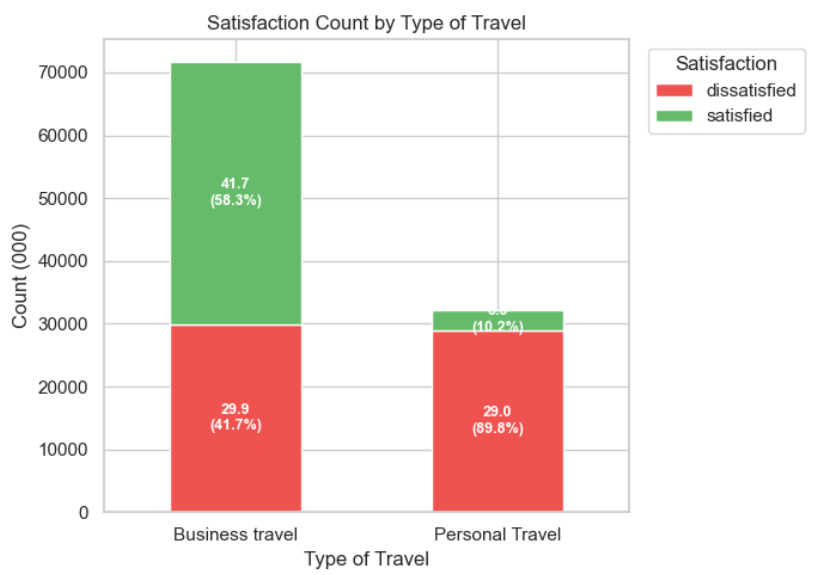 Satisfaction Count by Type of Travel
Satisfaction
dissatisfied
satisfied
Count (000)
70000
60000
50000
40000
30000
20000
10000
0
41.7
(58.3%)
29.9
(41.7%)
(10.2%)
29.0
(89.8%)
Business travel
Personal Travel
Type of Travel